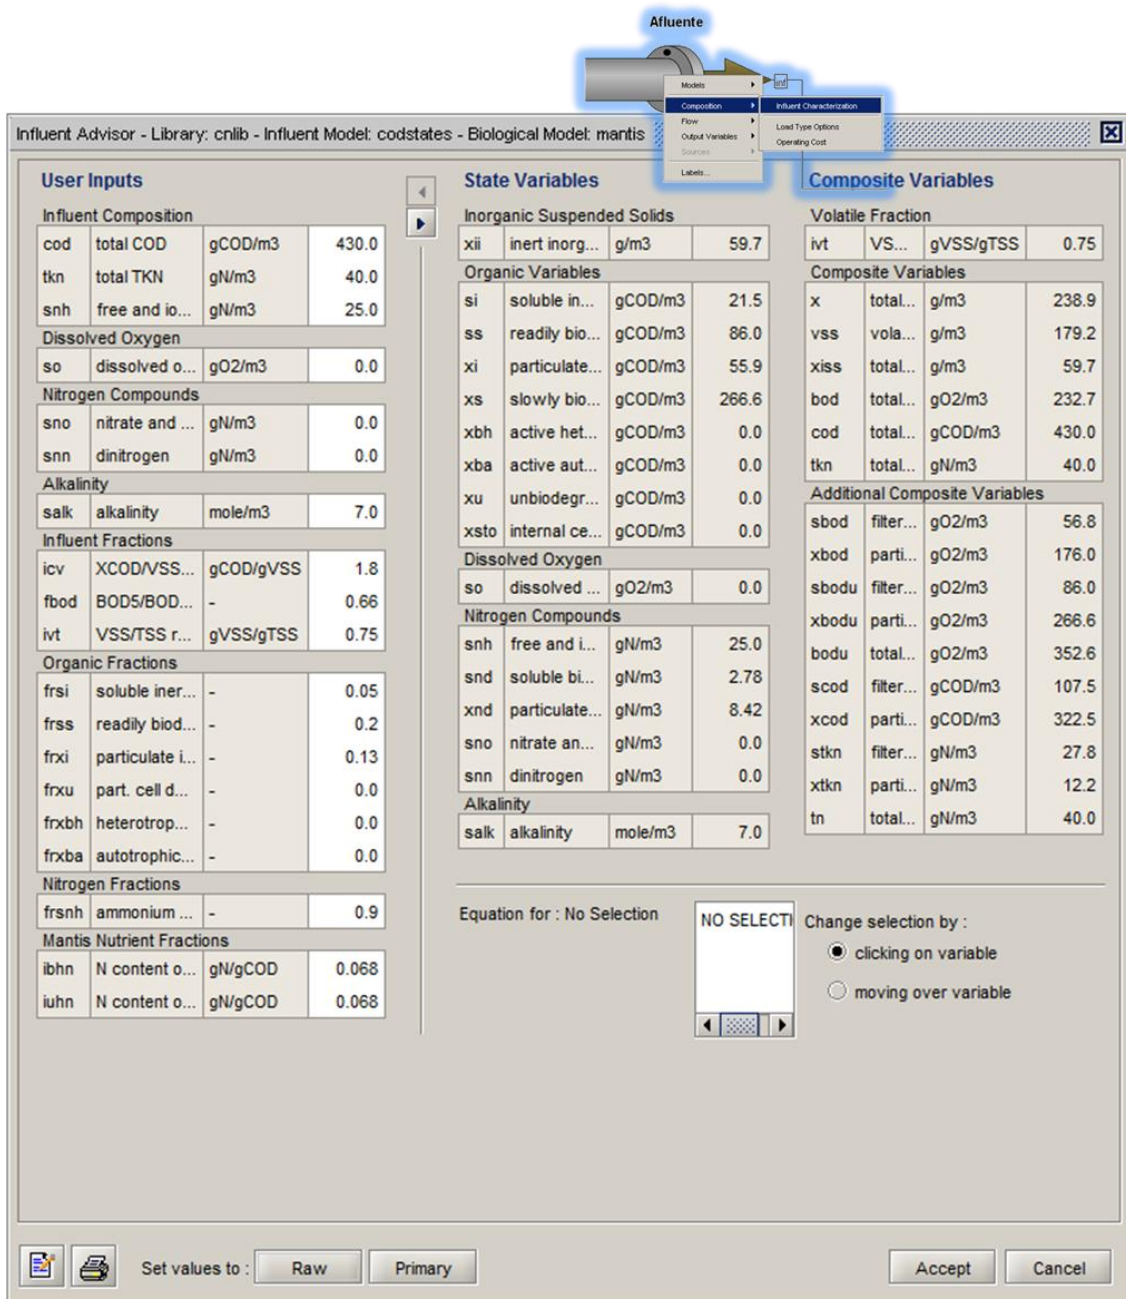 Afluente
inf
Models
Composition
Flow
Output Variables
Sources
Labels...
Influent Characterization
Load Type Options
Operating Cost
Influent Advisor - Library: cnlib - Influent Model: codstates - Biological Model: mantis
User Inputs
Influent Composition
cod total COD gCOD/m3 430.0
tkn total TKN gN/m3 40.0
snh free and io... gN/m3 25.0
Dissolved Oxygen
so dissolved o... gO2/m3 0.0
Nitrogen Compounds
sno nitrate and ... gN/m3 0.0
snn dinitrogen gN/m3 0.0
Alkalinity
salk alkalinity mole/m3 7.0
Influent Fractions
icv XCOD/VSS... gCOD/gVSS 1.8
fbod BOD5/BOD... - 0.66
ivt VSS/TSS r... gVSS/gTSS 0.75
Organic Fractions
frsi soluble iner... - 0.05
frss readily biod... - 0.2
frxi particulate i... - 0.13
frxu part. cell d... - 0.0
frxbh heterotrop... - 0.0
frxba autotrophic... - 0.0
Nitrogen Fractions
frsnh ammonium ... - 0.9
Mantis Nutrient Fractions
ibhn N content o... gN/gCOD 0.068
iuhn N content o... gN/gCOD 0.068
State Variables
Inorganic Suspended Solids
xii inert inorg... g/m3 59.7
Organic Variables
si soluble in... gCOD/m3 21.5
ss readily bio... gCOD/m3 86.0
xi particulate... gCOD/m3 55.9
xs slowly bio... gCOD/m3 266.6
xbh active het... gCOD/m3 0.0
xba active aut... gCOD/m3 0.0
xu unbiodegr... gCOD/m3 0.0
xsto internal ce... gCOD/m3 0.0
Dissolved Oxygen
so dissolved ... gO2/m3 0.0
Nitrogen Compounds
snh free and i... gN/m3 25.0
snd soluble bi... gN/m3 2.78
xnd particulate... gN/m3 8.42
sno nitrate an... gN/m3 0.0
snn dinitrogen gN/m3 0.0
Alkalinity
salk alkalinity mole/m3 7.0
Composite Variables
Volatile Fraction
ivt VS... gVSS/gTSS 0.75
Composite Variables
x total... g/m3 238.9
vss vola... g/m3 179.2
xiss total... g/m3 59.7
bod total... gO2/m3 232.7
cod total... gCOD/m3 430.0
tkn total... gN/m3 40.0
Additional Composite Variables
sbod filter... gO2/m3 56.8
xbod parti... gO2/m3 176.0
sbodu filter... gO2/m3 86.0
xbodu parti... gO2/m3 266.6
bodu total... gO2/m3 352.6
scod filter... gCOD/m3 107.5
xcod parti... gCOD/m3 322.5
stkn filter... gN/m3 27.8
xtkn parti... gN/m3 12.2
tn total... gN/m3 40.0
Equation for : No Selection
NO SELECTI
Change selection by :
clicking on variable
moving over variable
Set values to : Raw Primary
Accept Cancel